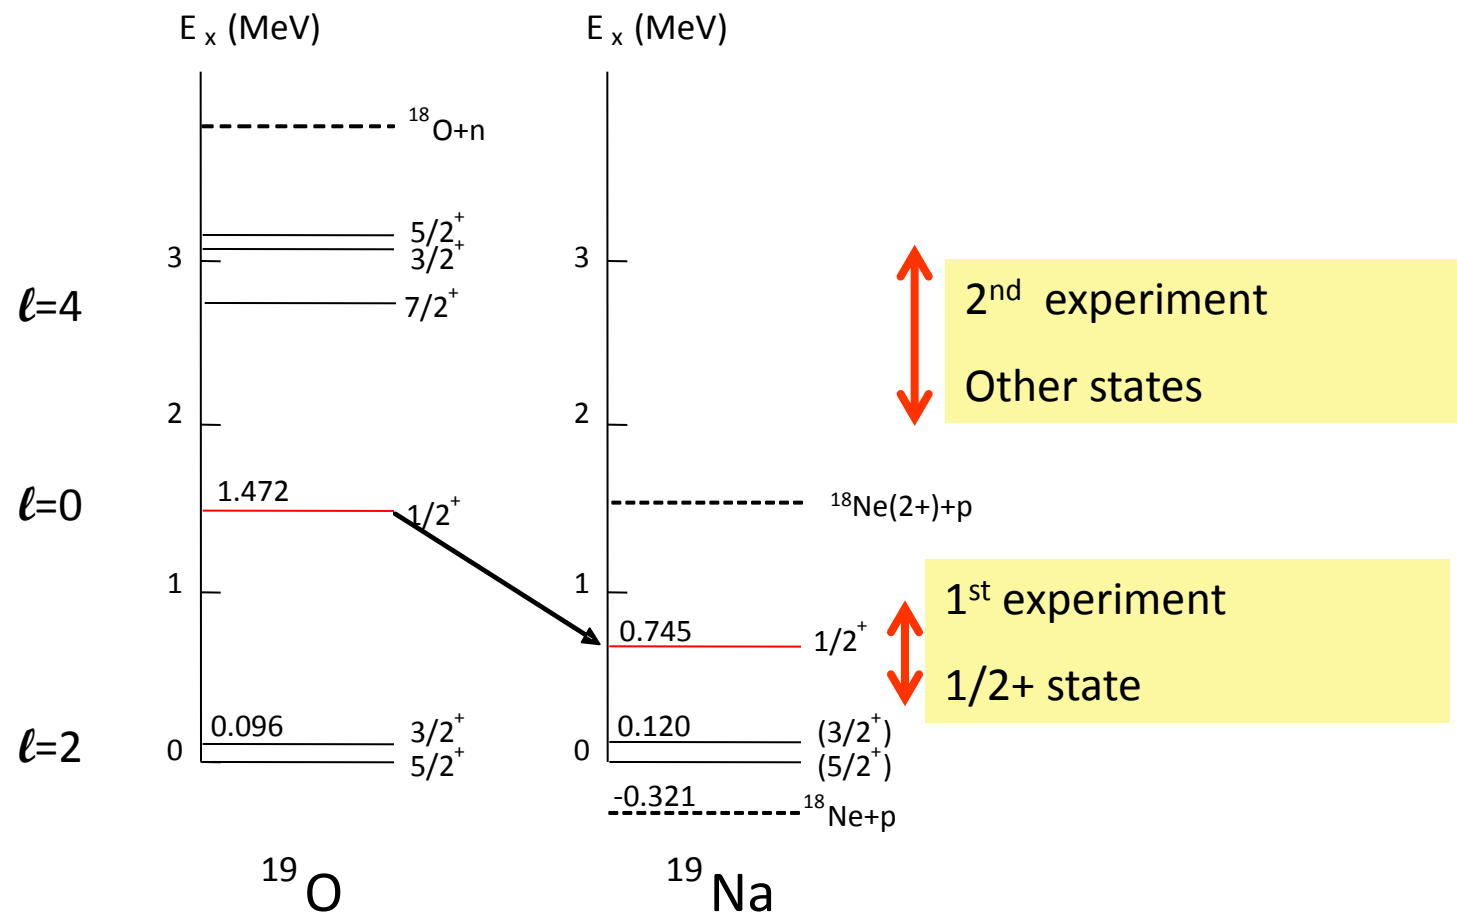 E x (MeV)
E x (MeV)
18O+n
5/2+
3/2+
3
3
ℓ=4
7/2+
2nd experiment
Other states
2
2
ℓ=0
1.472
1/2+
18Ne(2+)+p
1
1
1st experiment
0.745
1/2+
1/2+ state
ℓ=2
0.096
3/2+
0.120
(3/2+)
0
5/2+
0
(5/2+)
-0.321
18Ne+p
19O
19Na